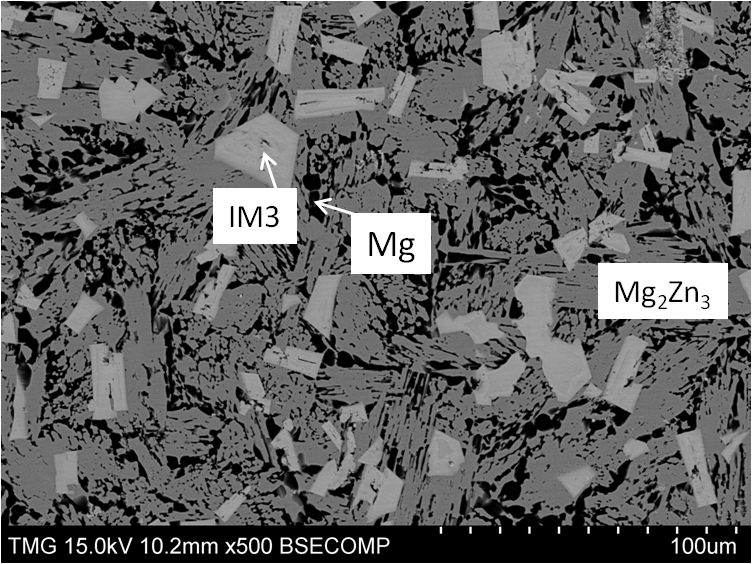 IM3
Mg
Mg₂Zn₃
TMG 15.0kV 10.2mm x500 BSECOMP
100um